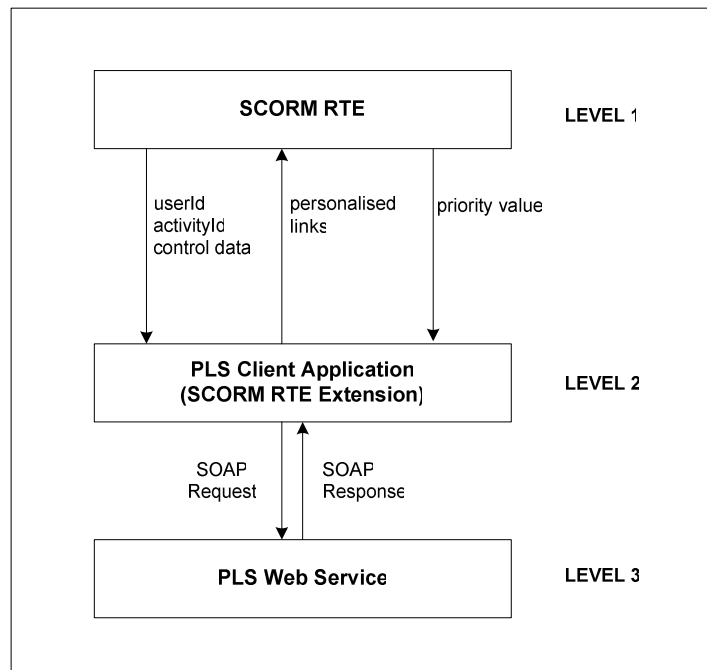 SCORM RTE
LEVEL 1
userId
activityId
control data
personalised
links
priority value
PLS Client Application
(SCORM RTE Extension)
LEVEL 2
SOAP
Request
SOAP
Response
PLS Web Service
LEVEL 3